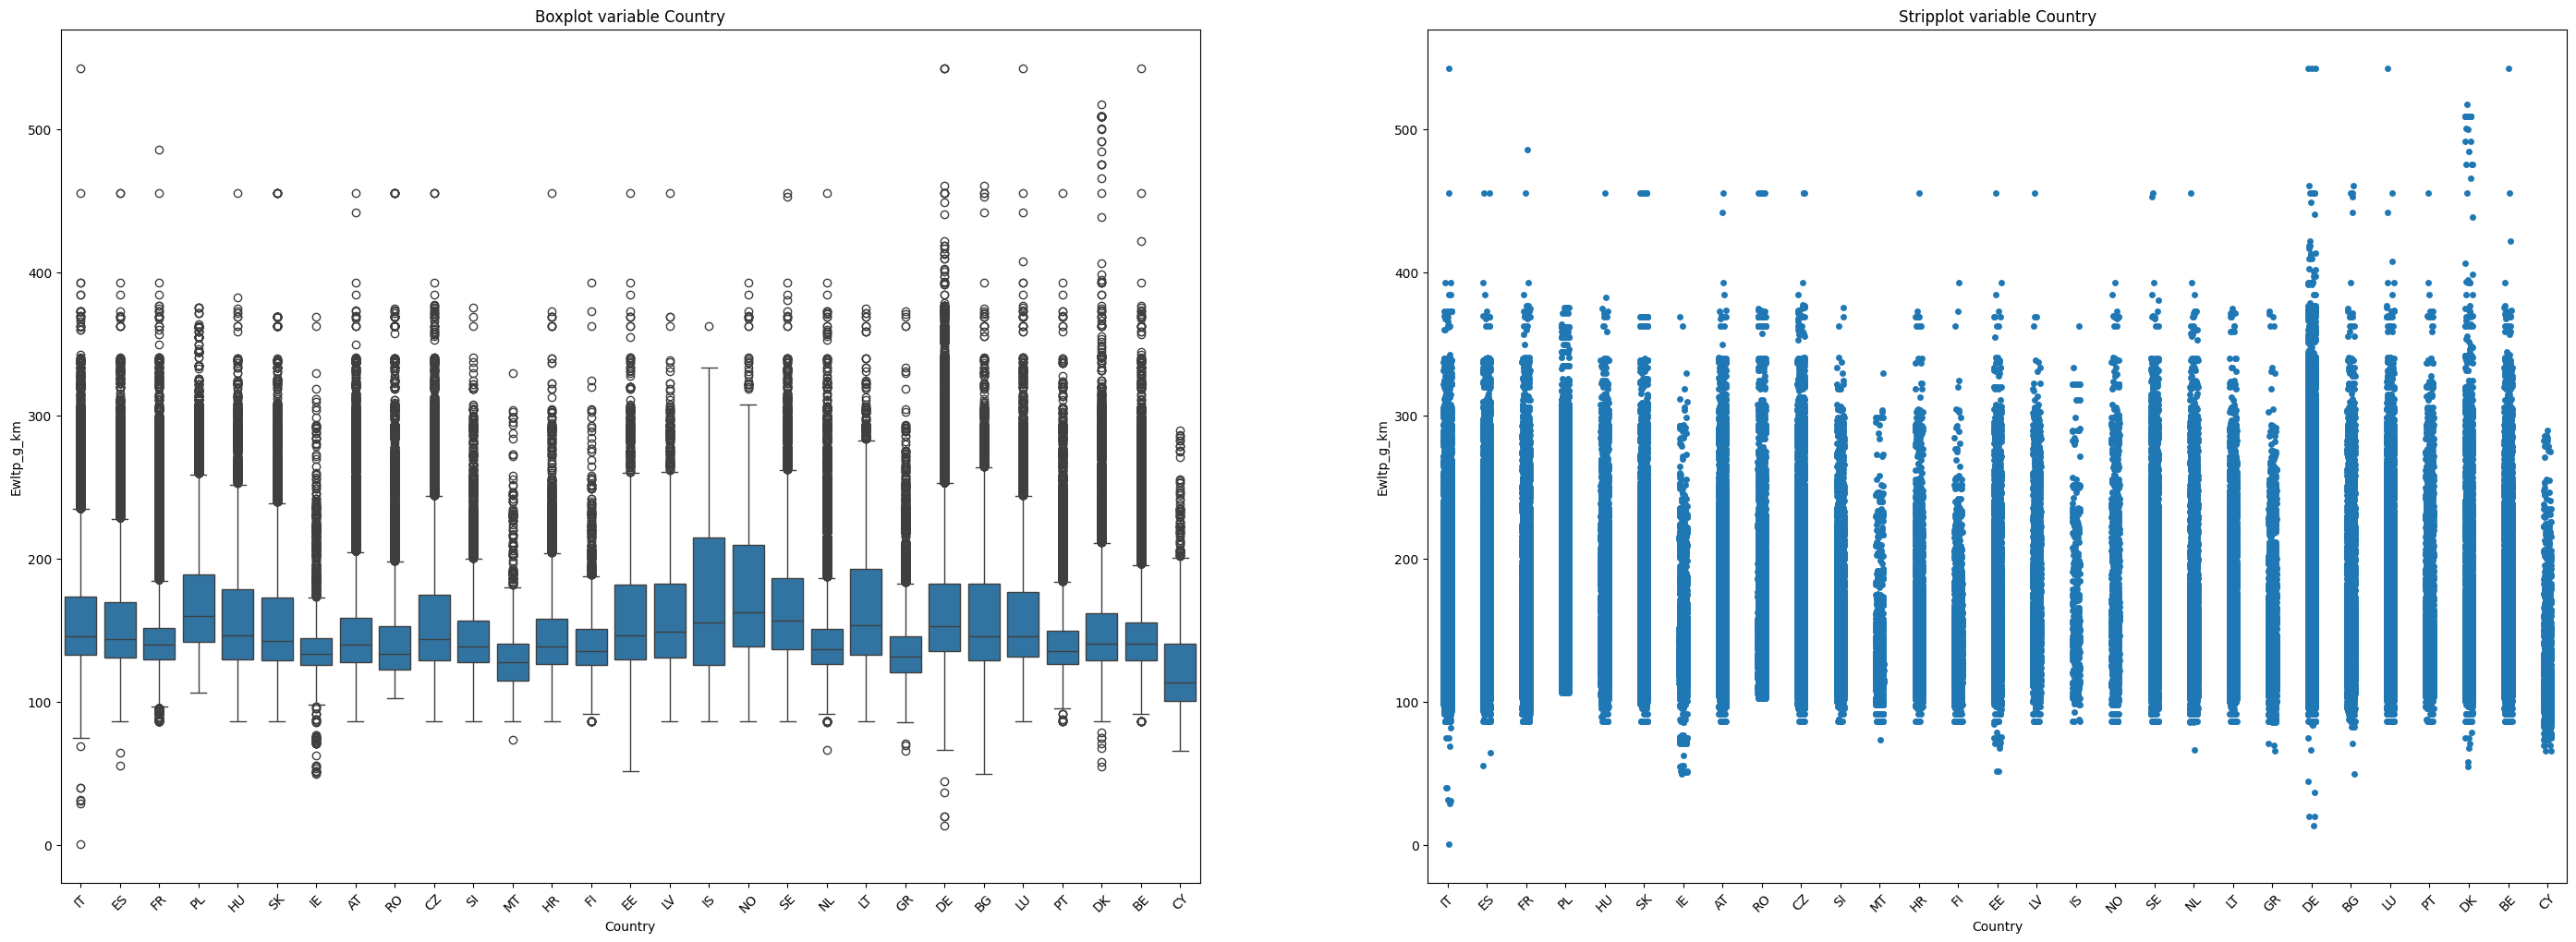 Boxplot variable Country
Ewltp_g_km
500
400
300
200
100
0
IT ES FR PL HU SK IE AT RO CZ SI MT HR FI EE LV IS NO SE NL LT GR DE BG LU PT DK BE CY
Country
Stripplot variable Country
Ewltp_g_km
500
400
300
200
100
0
IT ES FR PL HU SK IE AT RO CZ SI MT HR FI EE LV IS NO SE NL LT GR DE BG LU PT DK BE CY
Country